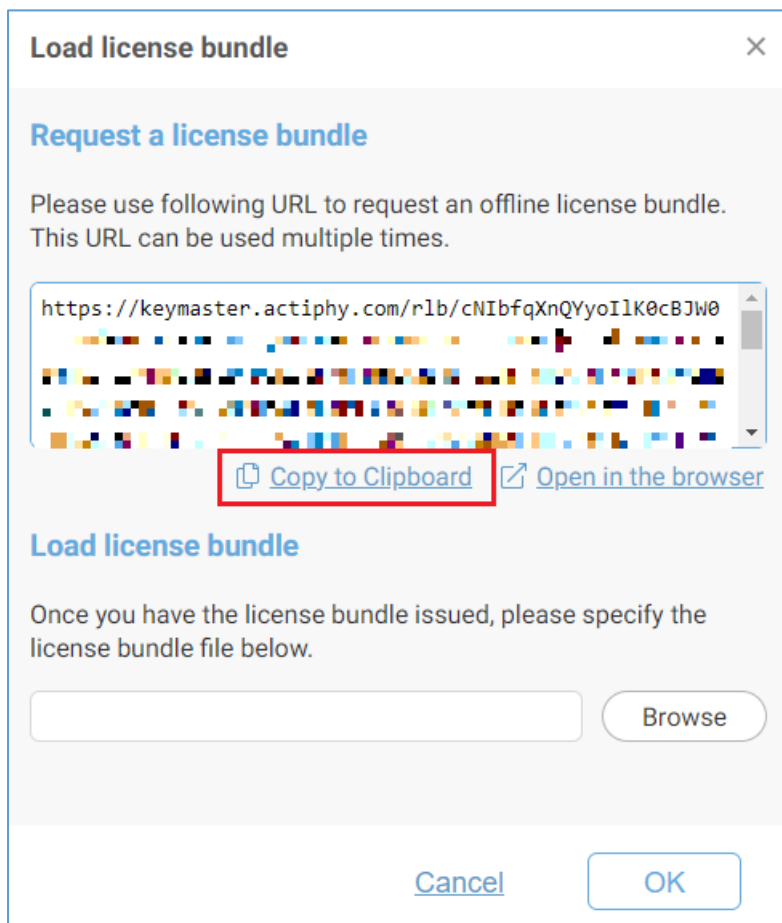 Load license bundle
Request a license bundle
Please use following URL to request an offline license bundle.
This URL can be used multiple times.
https://keymaster.actiphy.com/rlb/cNIbfqXnQYyoIlK0cBJW0
Copy to Clipboard Open in the browser
Load license bundle
Once you have the license bundle issued, please specify the
license bundle file below.
Browse
Cancel OK